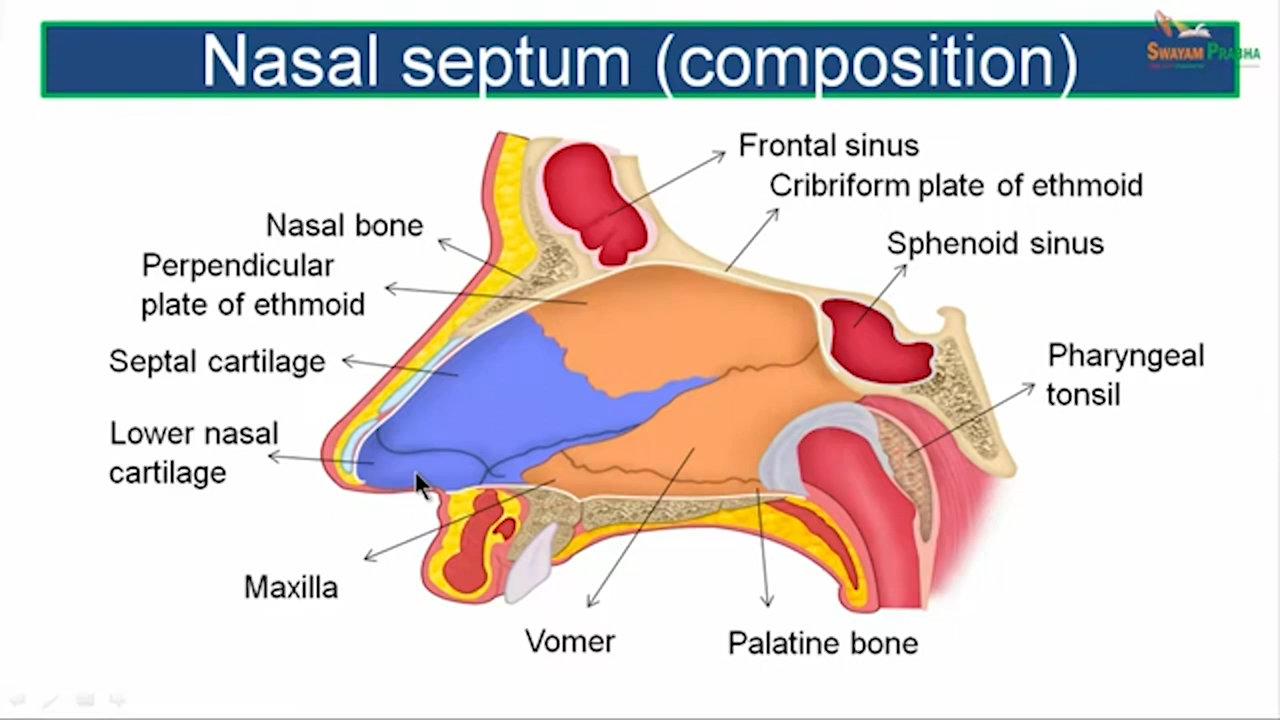 Nasal septum (composition)
SWAYAM PRABHA
Frontal sinus
Cribriform plate of ethmoid
Nasal bone
Sphenoid sinus
Perpendicular
plate of ethmoid
Septal cartilage
Pharyngeal
tonsil
Lower nasal
cartilage
Maxilla
Vomer
Palatine bone